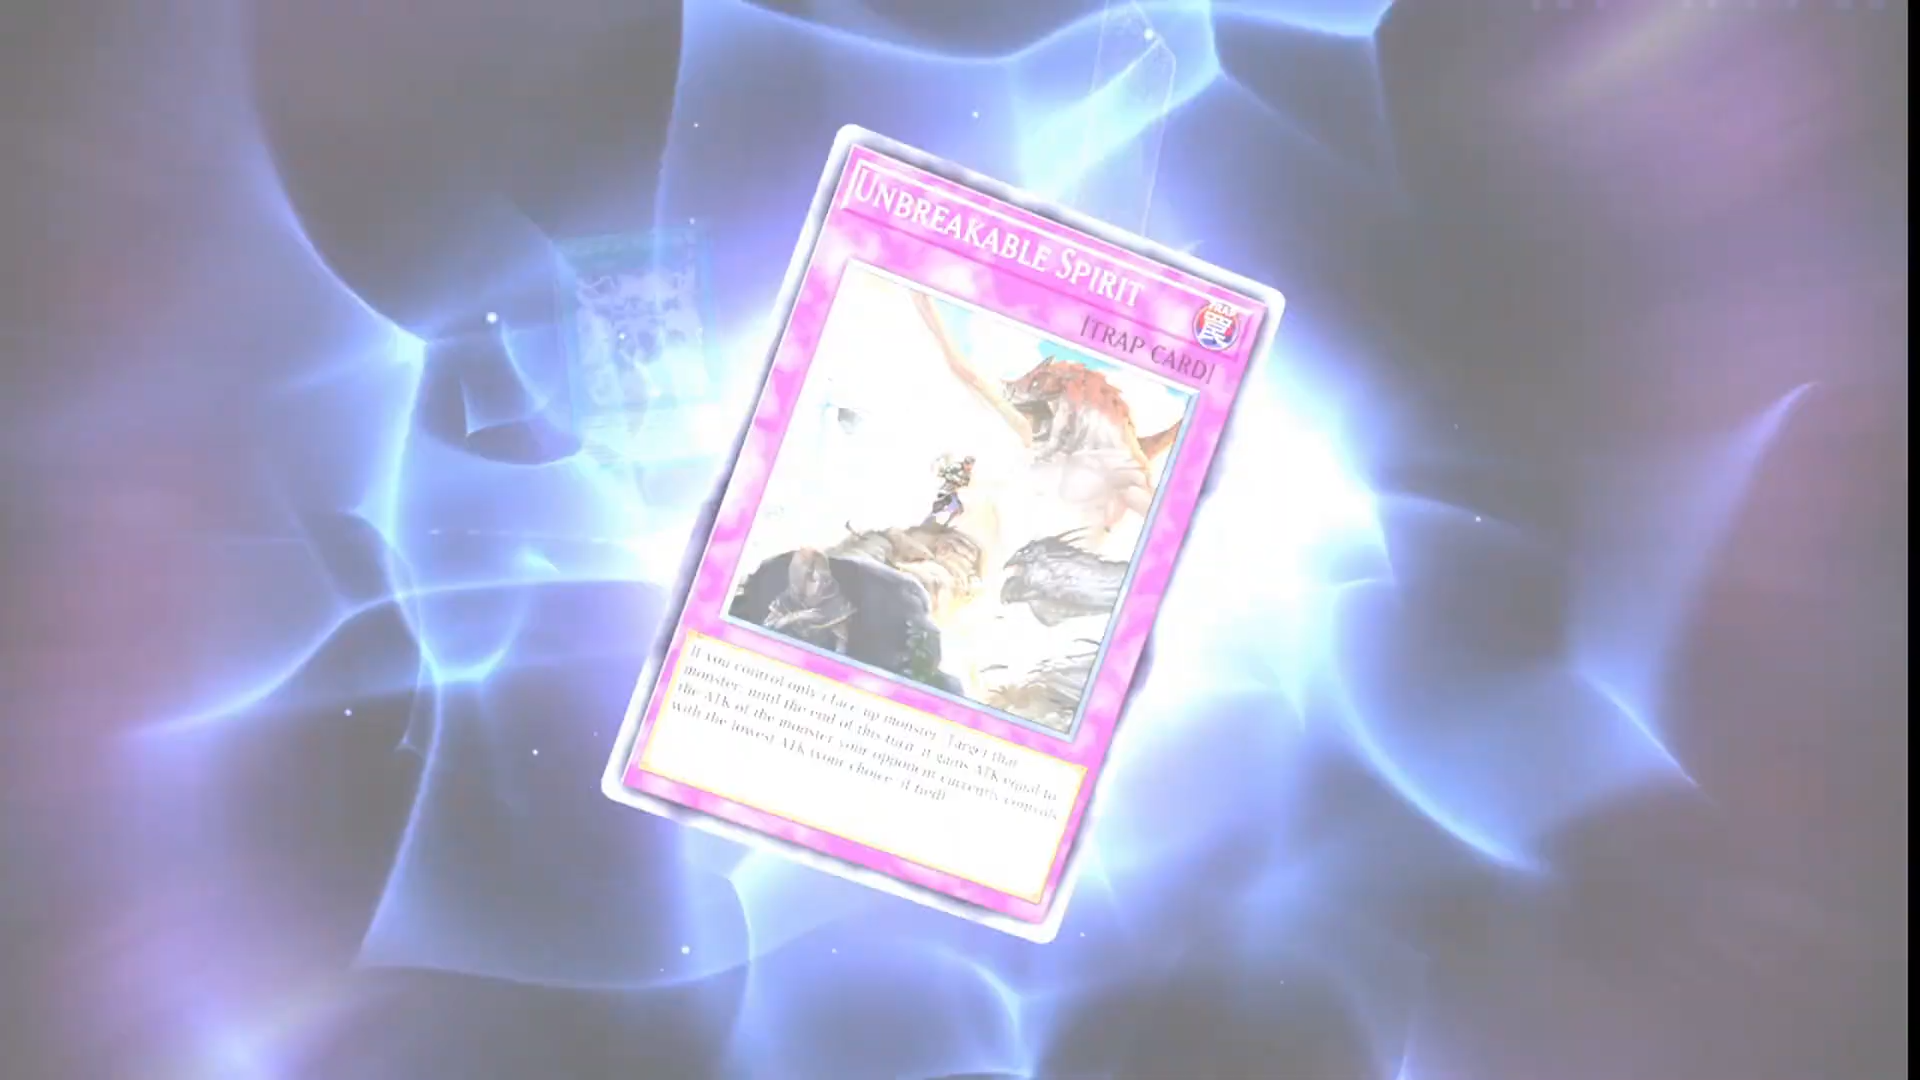 UNBREAKABLE SPIRIT
TRAP
罠
[TRAP CARD]
If you control only 1 face-up monster: Target that
monster; until the end of this turn, it gains ATK equal to
the ATK of the monster your opponent currently controls
with the lowest ATK (your choice, if tied).